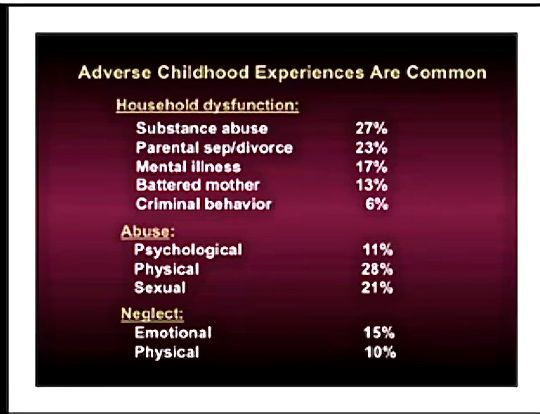 Adverse Childhood Experiences Are Common
Household dysfunction:
Substance abuse 27%
Parental sep/divorce 23%
Mental illness 17%
Battered mother 13%
Criminal behavior 6%
Abuse:
Psychological 11%
Physical 28%
Sexual 21%
Neglect:
Emotional 15%
Physical 10%